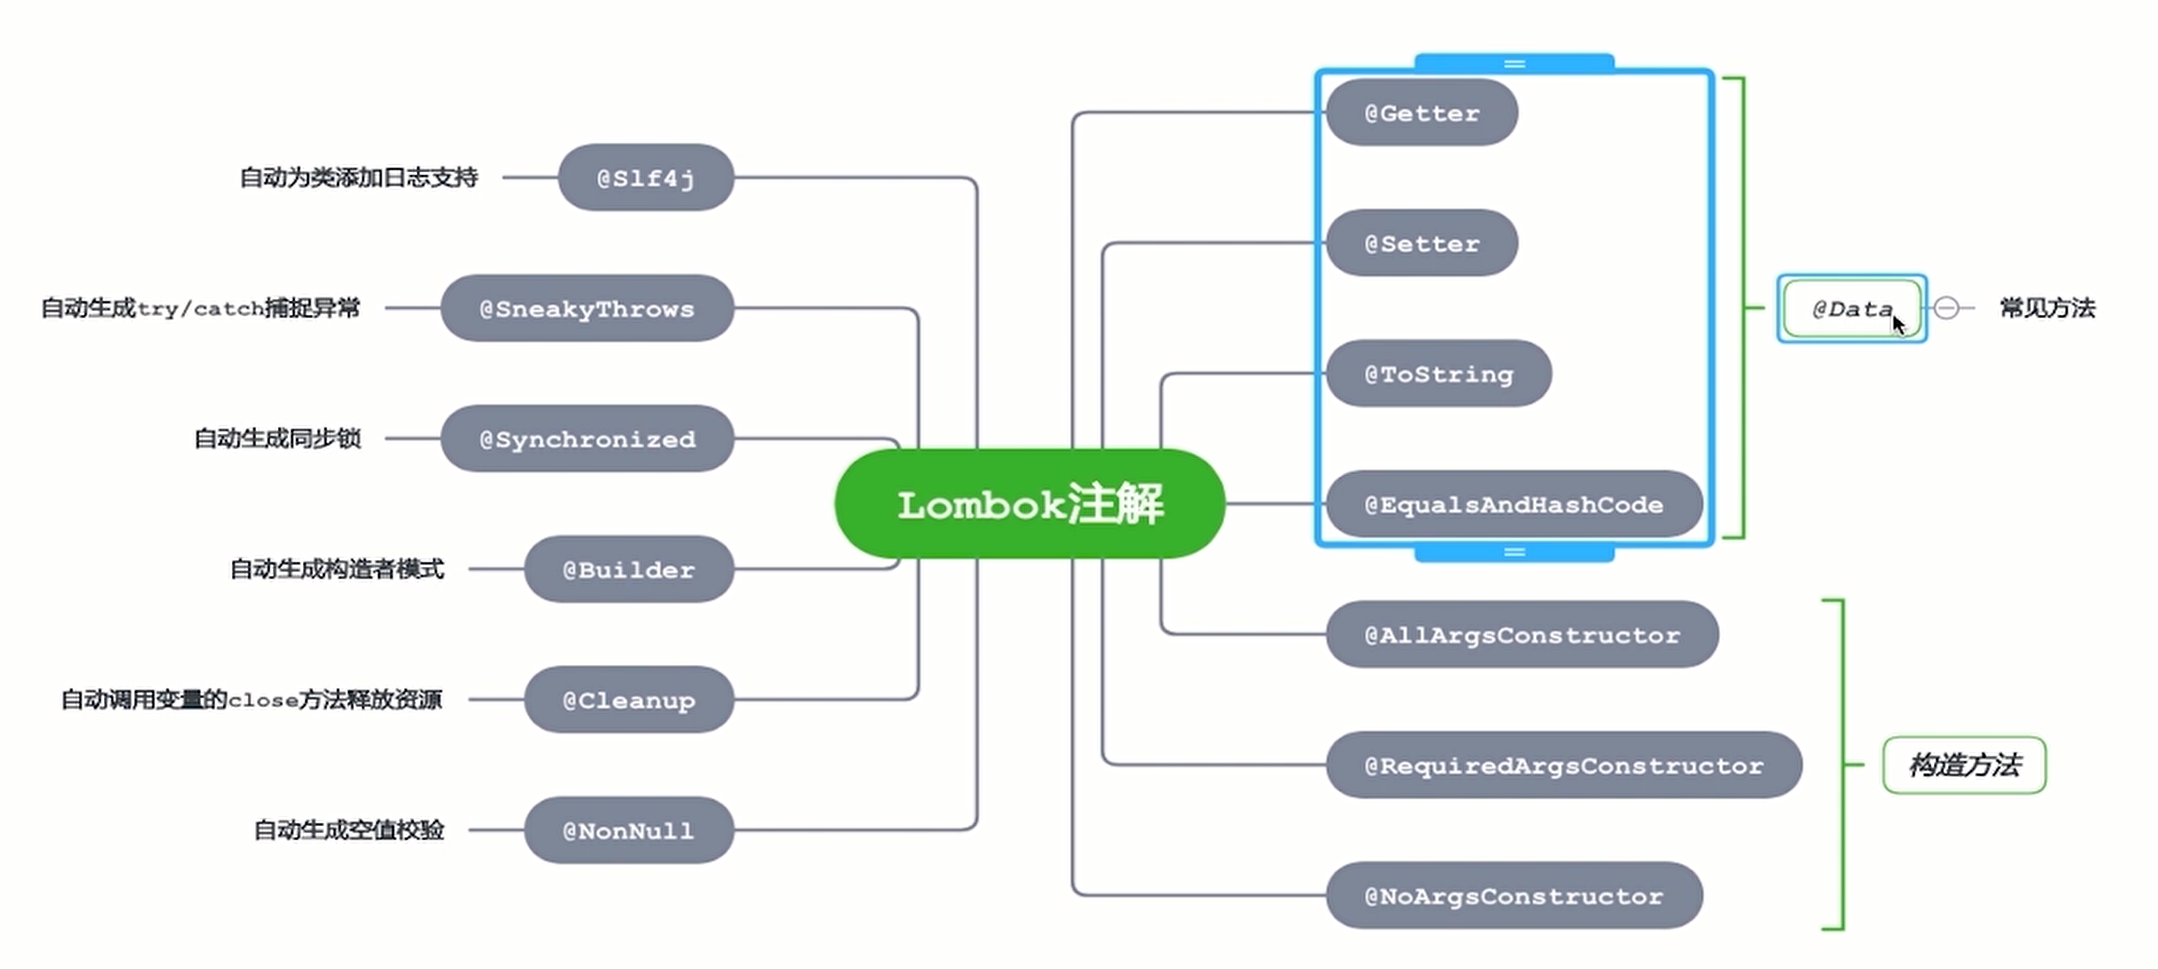 自动为类添加日志支持
@Slf4j
自动生成try/catch捕捉异常
@SneakyThrows
自动生成同步锁
@Synchronized
自动生成构造者模式
@Builder
自动调用变量的close方法释放资源
@Cleanup
自动生成空值校验
@NonNull
Lombok注解
@Getter
@Setter
@ToString
@EqualsAndHashCode
@Data
常见方法
@AllArgsConstructor
@RequiredArgsConstructor
@NoArgsConstructor
构造方法